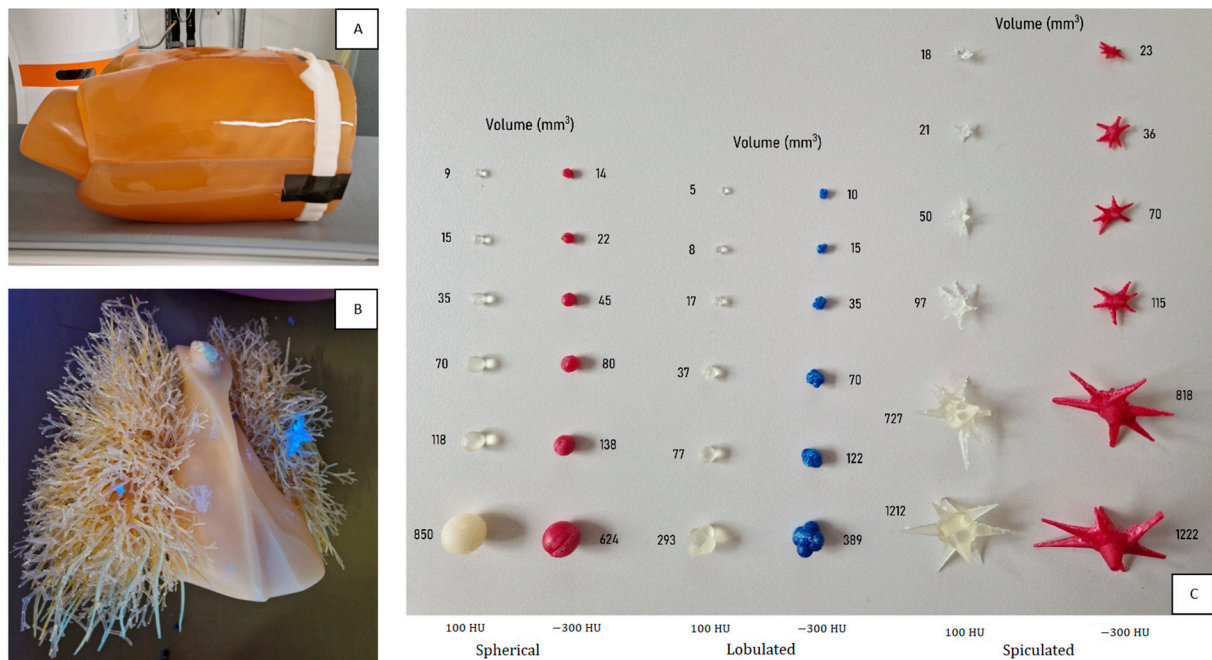 A
B
Volume (mm³)
18
23
21
36
50
70
97
115
727
818
1212
1222
Volume (mm³)
9
14
15
22
35
45
70
80
118
138
850
624
Volume (mm³)
5
10
8
15
17
35
37
70
77
122
293
389
C
100 HU
−300 HU
100 HU
−300 HU
100 HU
−300 HU
Spherical
Lobulated
Spiculated